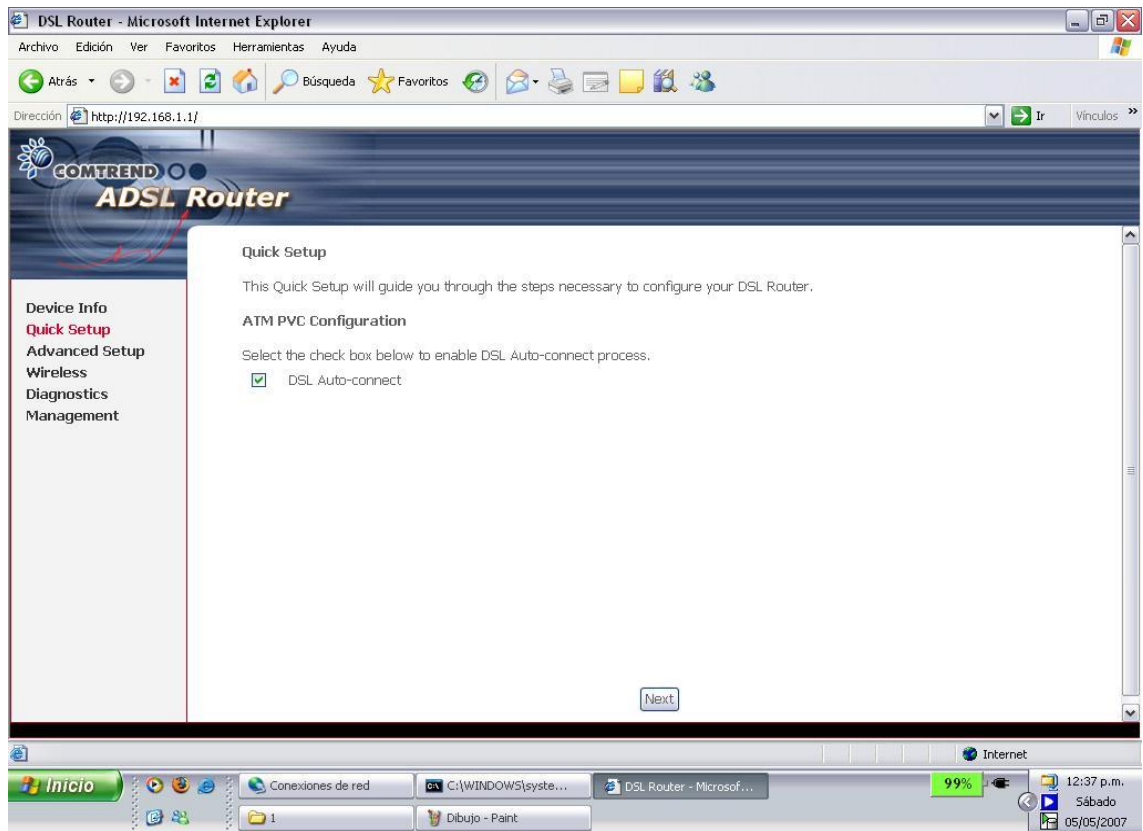 DSL Router - Microsoft Internet Explorer
Archivo Edición Ver Favoritos Herramientas Ayuda
Atrás Búsqueda Favoritos
Dirección http://192.168.1.1/ Ir Vínculos »
COMTREND
ADSL Router
Device Info
Quick Setup
Advanced Setup
Wireless
Diagnostics
Management
Quick Setup
This Quick Setup will guide you through the steps necessary to configure your DSL Router.
ATM PVC Configuration
Select the check box below to enable DSL Auto-connect process.
DSL Auto-connect
Next
Internet
Inicio Conexiones de red C:\WINDOWS\syste... DSL Router - Microsof... 99% 12:37 p.m.
Sábado
1 Dibujo - Paint 05/05/2007